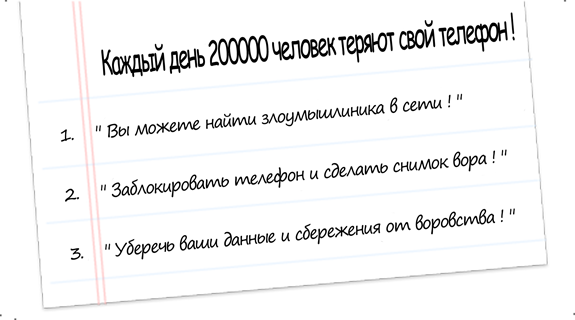 Каждый день 200000 человек теряют свой телефон !
1. " Вы можете найти злоумышлиника в сети ! "
2. " Заблокировать телефон и сделать снимок вора ! "
3. " Уберечь ваши данные и сбережения от воровства ! "